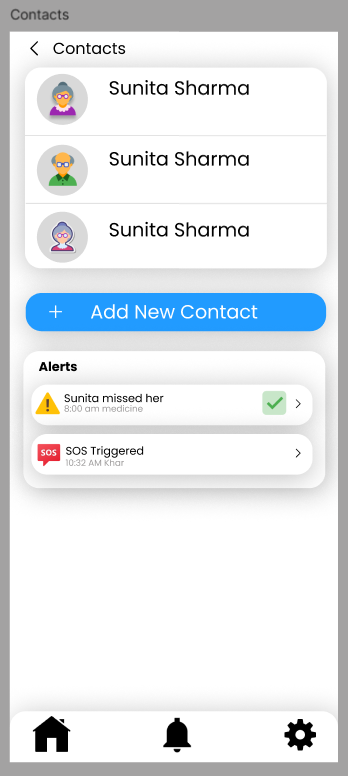 Contacts
Contacts
Sunita Sharma
Sunita Sharma
Sunita Sharma
+ Add New Contact
Alerts
Sunita missed her
8:00 am medicine
SOS SOS Triggered
10:32 AM Khar